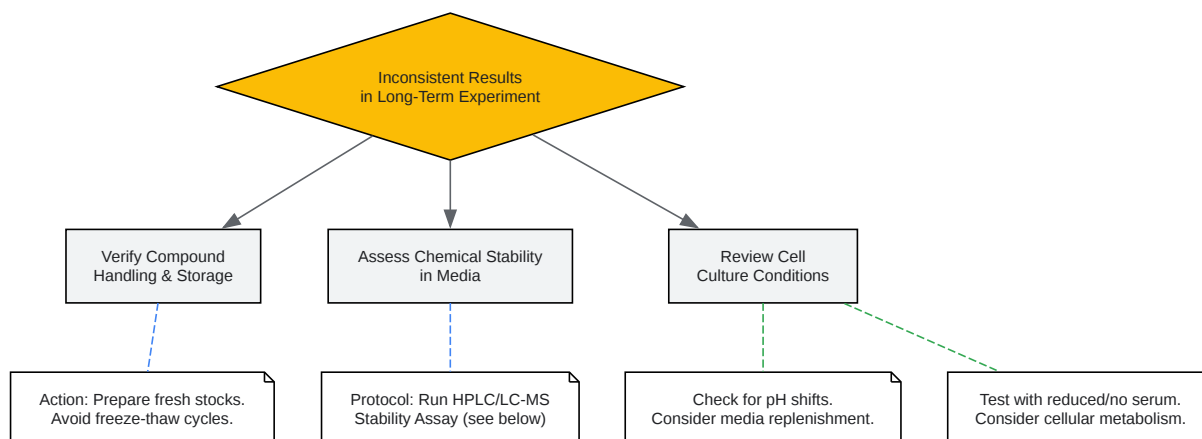 Inconsistent Results
in Long-Term Experiment
Verify Compound
Handling & Storage
Assess Chemical Stability
in Media
Review Cell
Culture Conditions
Action: Prepare fresh stocks.
Avoid freeze-thaw cycles.
Protocol: Run HPLC/LC-MS
Stability Assay (see below)
Check for pH shifts.
Consider media replenishment.
Test with reduced/no serum.
Consider cellular metabolism.